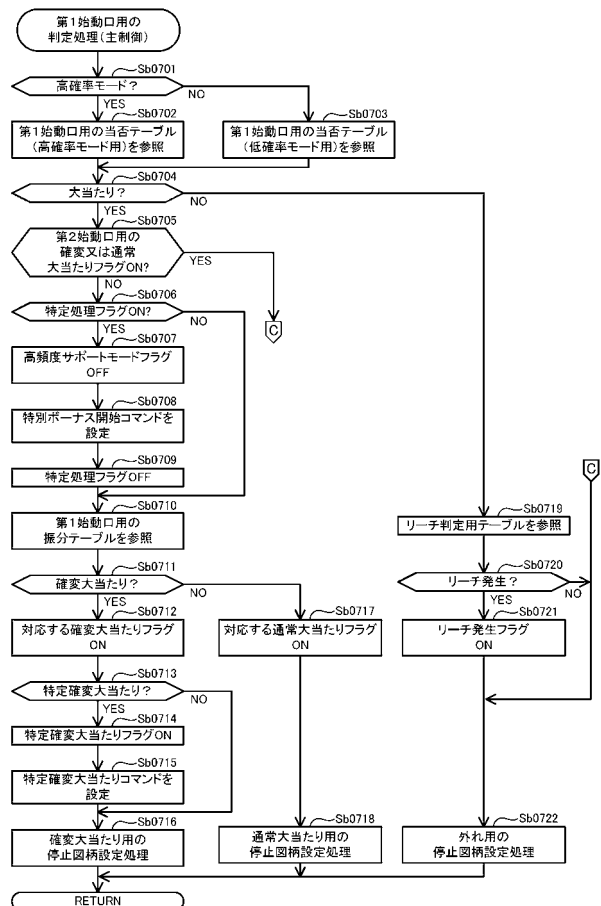 第1始動口用の
判定処理(主制御)
Sb0701
高確率モード?
NO
YES
Sb0702
第1始動口用の当否テーブル
(高確率モード用)を参照
Sb0703
第1始動口用の当否テーブル
(低確率モード用)を参照
Sb0704
大当たり?
NO
YES
Sb0705
第2始動口用の
確変又は通常
大当たりフラグON?
YES
C
NO
Sb0706
特定処理フラグON?
NO
YES
Sb0707
高頻度サポートモードフラグ
OFF
Sb0708
特別ボーナス開始コマンドを
設定
Sb0709
特定処理フラグOFF
Sb0710
第1始動口用の
振分テーブルを参照
C
Sb0719
リーチ判定用テーブルを参照
Sb0711
確変大当たり?
NO
YES
Sb0720
リーチ発生?
NO
YES
Sb0712
対応する確変大当たりフラグ
ON
Sb0717
対応する通常大当たりフラグ
ON
Sb0721
リーチ発生フラグ
ON
Sb0713
特定確変大当たり?
NO
YES
Sb0714
特定確変大当たりフラグON
Sb0715
特定確変大当たりコマンドを
設定
Sb0716
確変大当たり用の
停止図柄設定処理
Sb0718
通常大当たり用の
停止図柄設定処理
Sb0722
外れ用の
停止図柄設定処理
RETURN